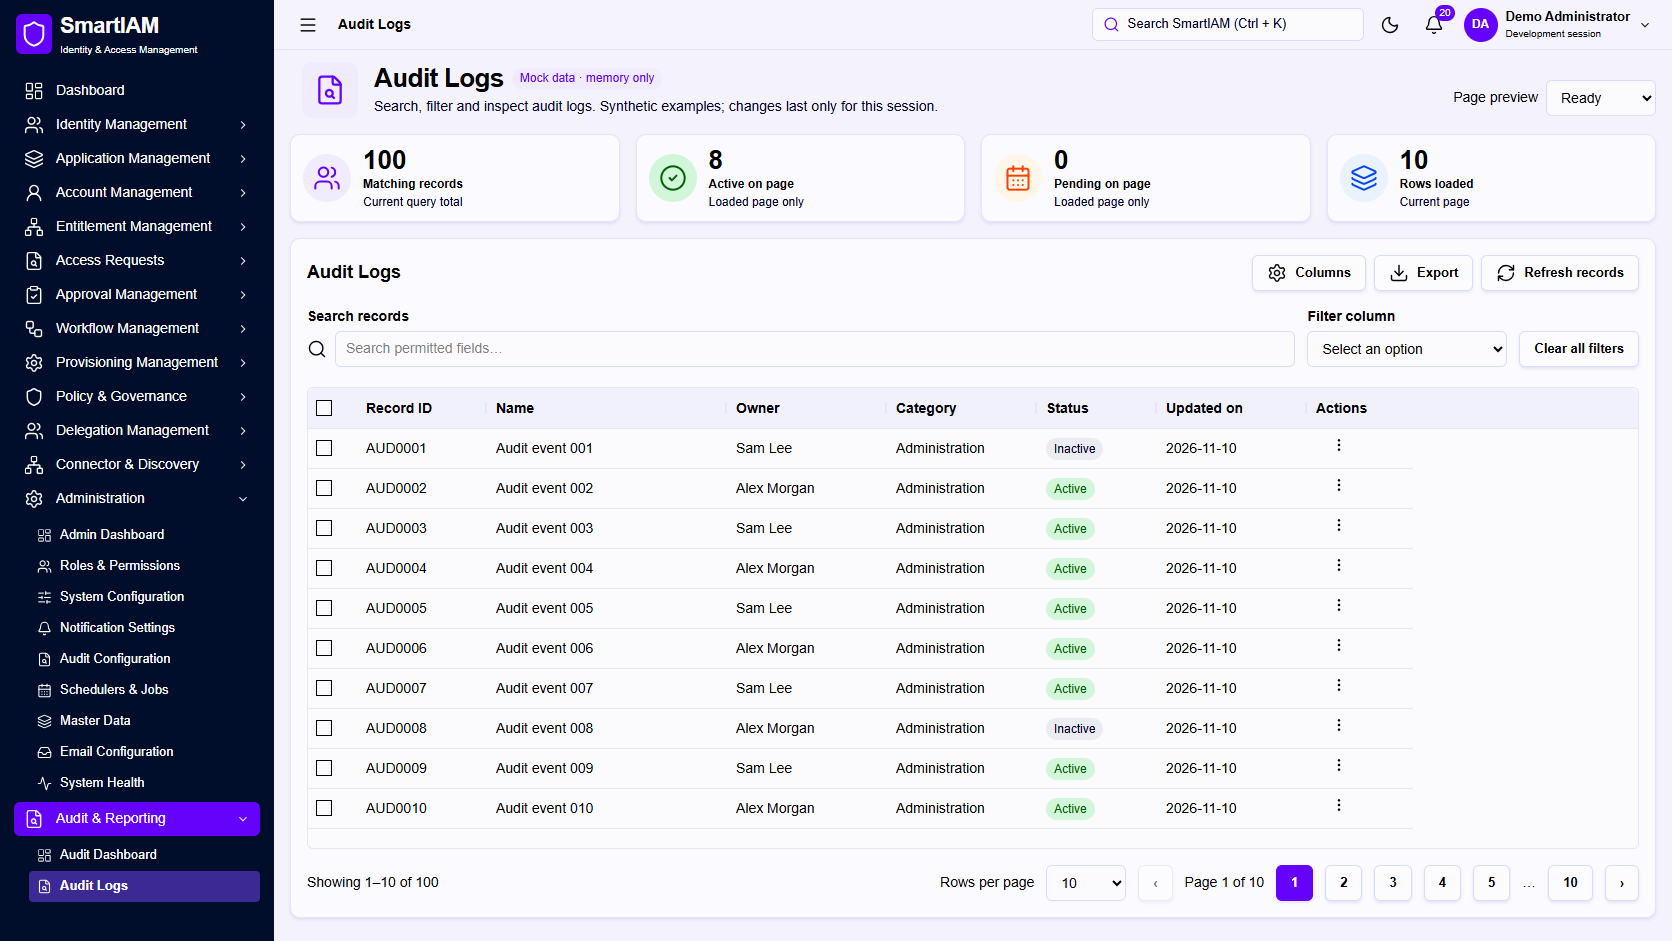 SmartIAM
Identity & Access Management
Dashboard
Identity Management
Application Management
Account Management
Entitlement Management
Access Requests
Approval Management
Workflow Management
Provisioning Management
Policy & Governance
Delegation Management
Connector & Discovery
Administration
Admin Dashboard
Roles & Permissions
System Configuration
Notification Settings
Audit Configuration
Schedulers & Jobs
Master Data
Email Configuration
System Health
Audit & Reporting
Audit Dashboard
Audit Logs
Audit Logs
Search SmartIAM (Ctrl + K)
20
DA
Demo Administrator
Development session
Audit Logs
Mock data · memory only
Search, filter and inspect audit logs. Synthetic examples; changes last only for this session.
Page preview
Ready
100
Matching records
Current query total
8
Active on page
Loaded page only
0
Pending on page
Loaded page only
10
Rows loaded
Current page
Audit Logs
Columns
Export
Refresh records
Search records
Search permitted fields…
Filter column
Select an option
Clear all filters
Record ID Name Owner Category Status Updated on Actions
AUD0001 Audit event 001 Sam Lee Administration Inactive 2026-11-10
AUD0002 Audit event 002 Alex Morgan Administration Active 2026-11-10
AUD0003 Audit event 003 Sam Lee Administration Active 2026-11-10
AUD0004 Audit event 004 Alex Morgan Administration Active 2026-11-10
AUD0005 Audit event 005 Sam Lee Administration Active 2026-11-10
AUD0006 Audit event 006 Alex Morgan Administration Active 2026-11-10
AUD0007 Audit event 007 Sam Lee Administration Active 2026-11-10
AUD0008 Audit event 008 Alex Morgan Administration Inactive 2026-11-10
AUD0009 Audit event 009 Sam Lee Administration Active 2026-11-10
AUD0010 Audit event 010 Alex Morgan Administration Active 2026-11-10
Showing 1–10 of 100
Rows per page 10 ‹ Page 1 of 10 1 2 3 4 5 … 10 ›